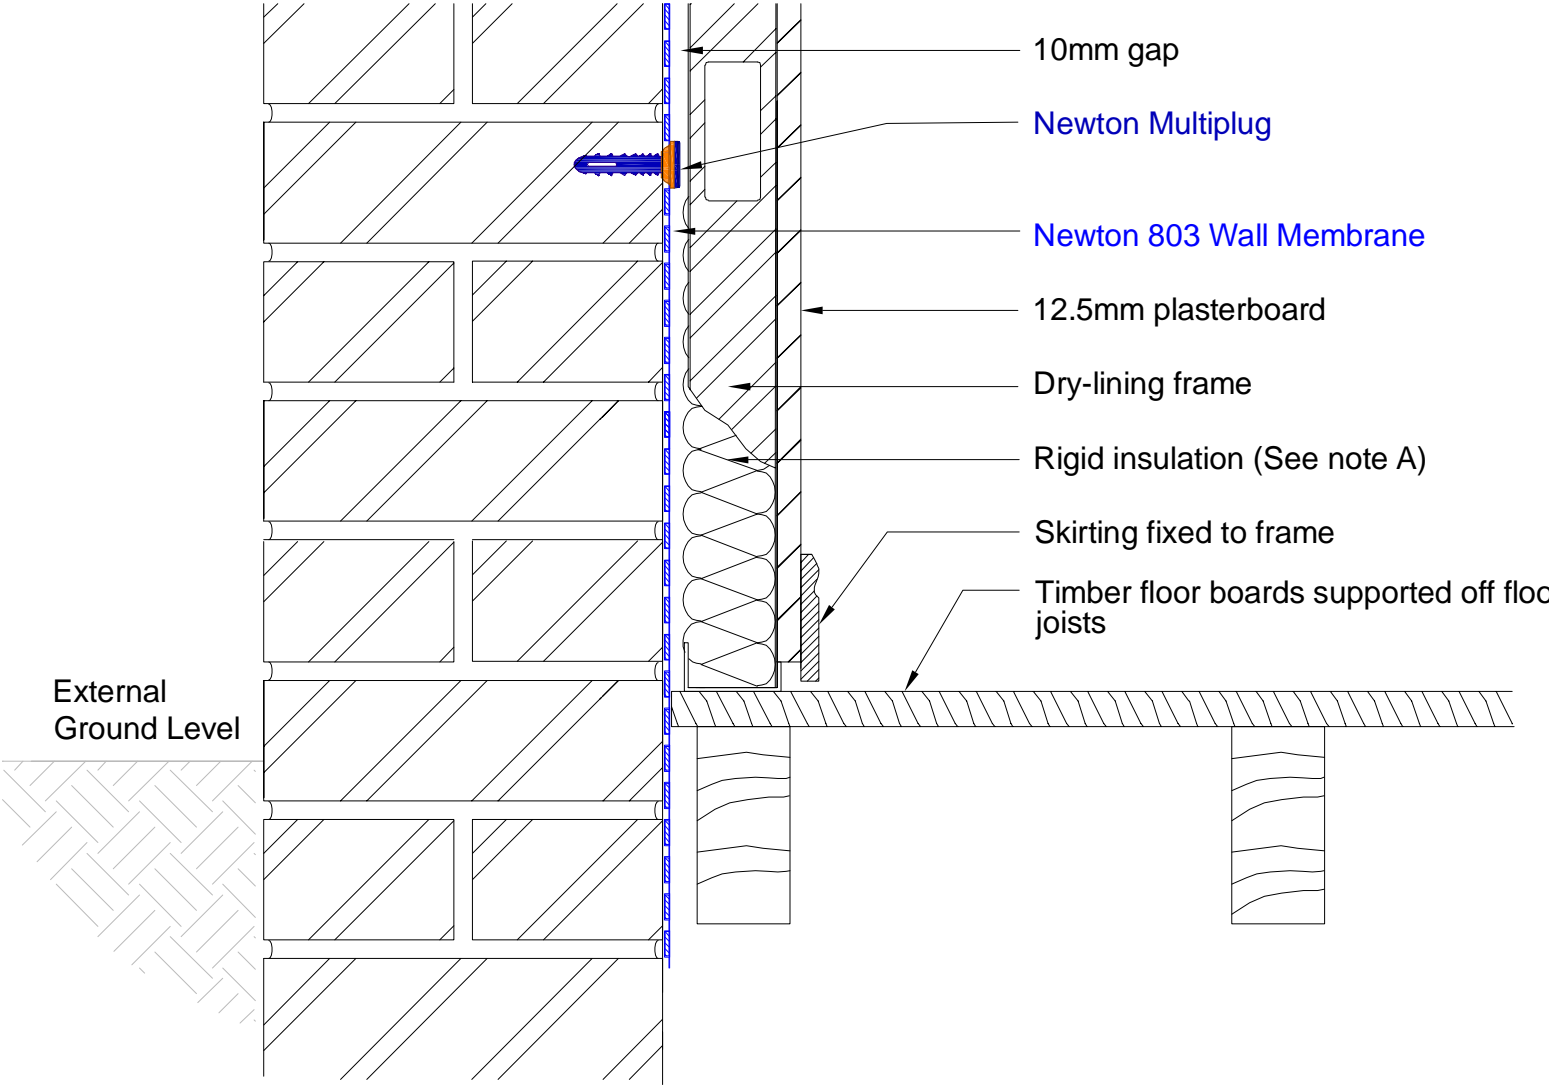 10mm gap
Newton Multiplug
Newton 803 Wall Membrane
12.5mm plasterboard
Dry-lining frame
Rigid insulation (See note A)
Skirting fixed to frame
Timber floor boards supported off
joists
External
Ground Level